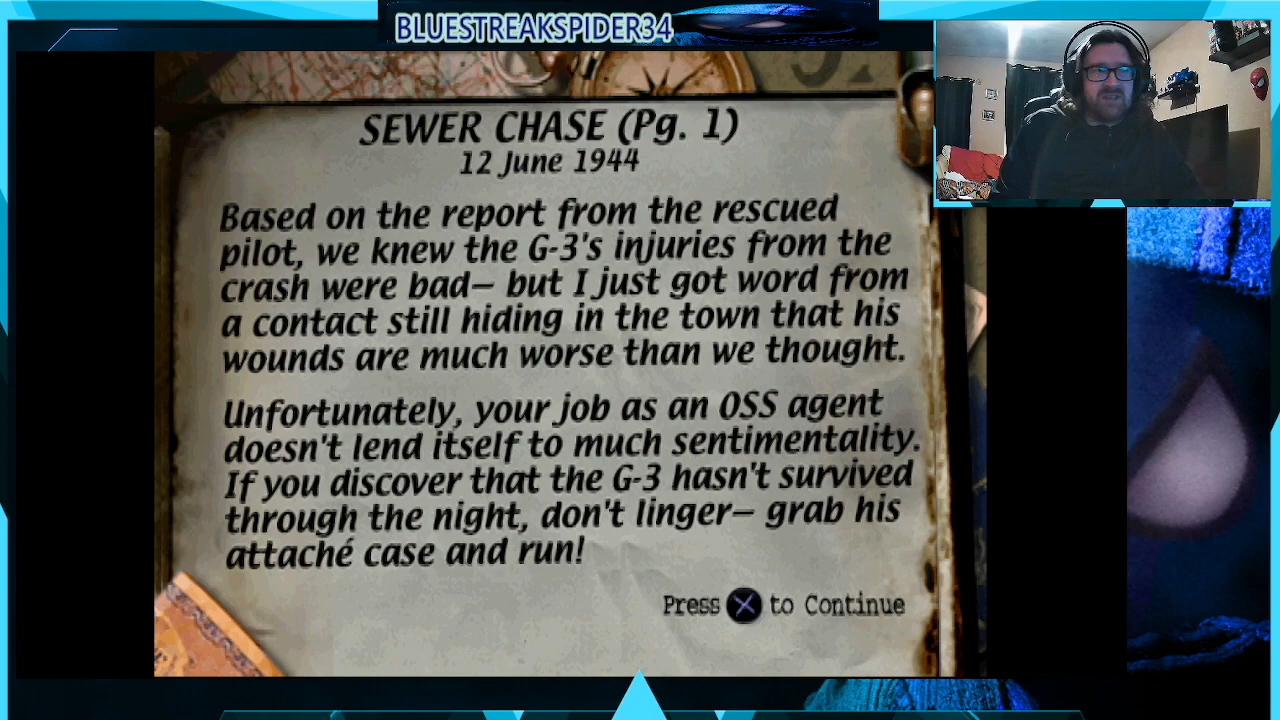 BLUESTREAKSPIDER34
SEWER CHASE (Pg. 1)
12 June 1944
Based on the report from the rescued
pilot, we knew the G-3's injuries from the
crash were bad— but I just got word from
a contact still hiding in the town that his
wounds are much worse than we thought.
Unfortunately, your job as an OSS agent
doesn't lend itself to much sentimentality.
If you discover that the G-3 hasn't survived
through the night, don't linger— grab his
attaché case and run!
Press X to Continue